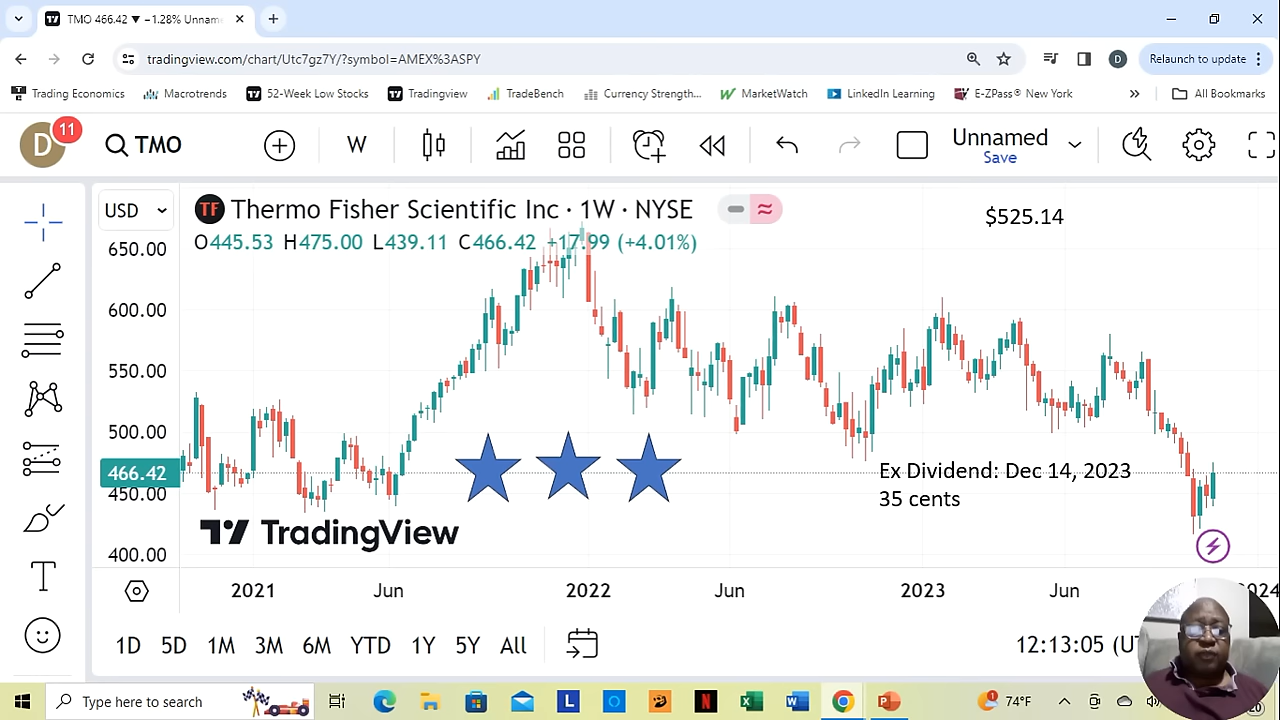 TMO 466.42 ▼ −1.28% Unnam
tradingview.com/chart/Utc7gz7Y/?symbol=AMEX%3ASPY
D
Relaunch to update
Trading Economics
Macrotrends
52-Week Low Stocks
Tradingview
TradeBench
Currency Strength...
MarketWatch
LinkedIn Learning
E-ZPass® New York
»
All Bookmarks
D
11
TMO
W
Unnamed
Save
USD
TF
Thermo Fisher Scientific Inc · 1W · NYSE
$525.14
O445.53 H475.00 L439.11 C466.42 +17.99 (+4.01%)
650.00
600.00
550.00
500.00
466.42
450.00
400.00
Ex Dividend: Dec 14, 2023
35 cents
TradingView
2021
Jun
2022
Jun
2023
Jun
2024
1D
5D
1M
3M
6M
YTD
1Y
5Y
All
12:13:05 (U
Type here to search
74°F